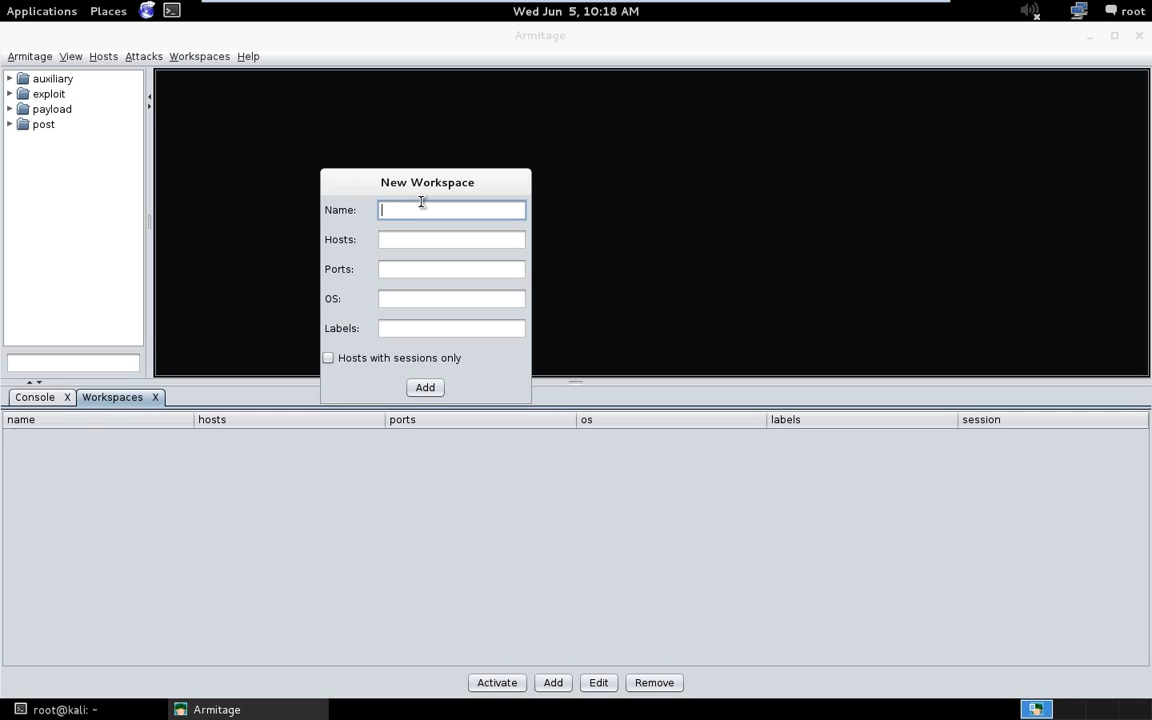 Applications Places Wed Jun 5, 10:18 AM root
Armitage
Armitage View Hosts Attacks Workspaces Help
auxiliary
exploit
payload
post
New Workspace
Name:
Hosts:
Ports:
OS:
Labels:
Hosts with sessions only
Add
Console X Workspaces X
name hosts ports os labels session
Activate Add Edit Remove
root@kali: ~ Armitage